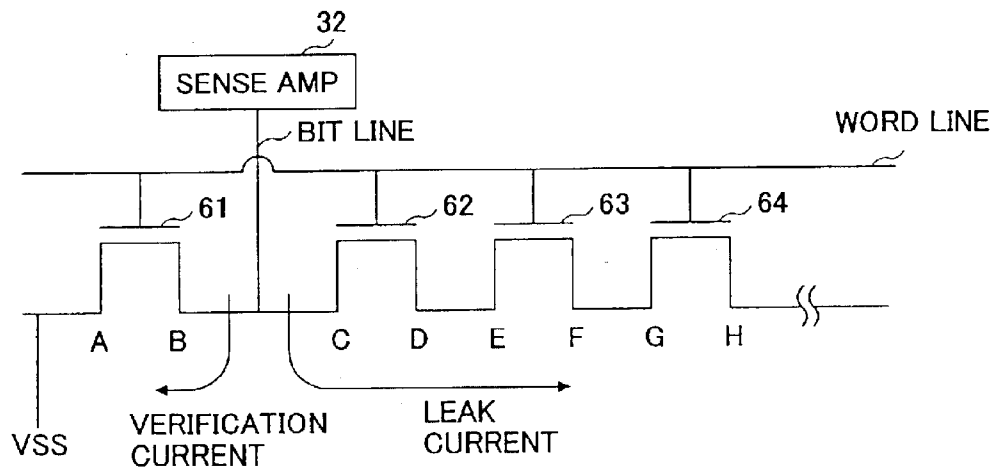 32
SENSE AMP
BIT LINE
WORD LINE
61
62
63
64
A B C D E F G H
VERIFICATION
CURRENT
LEAK
CURRENT
VSS